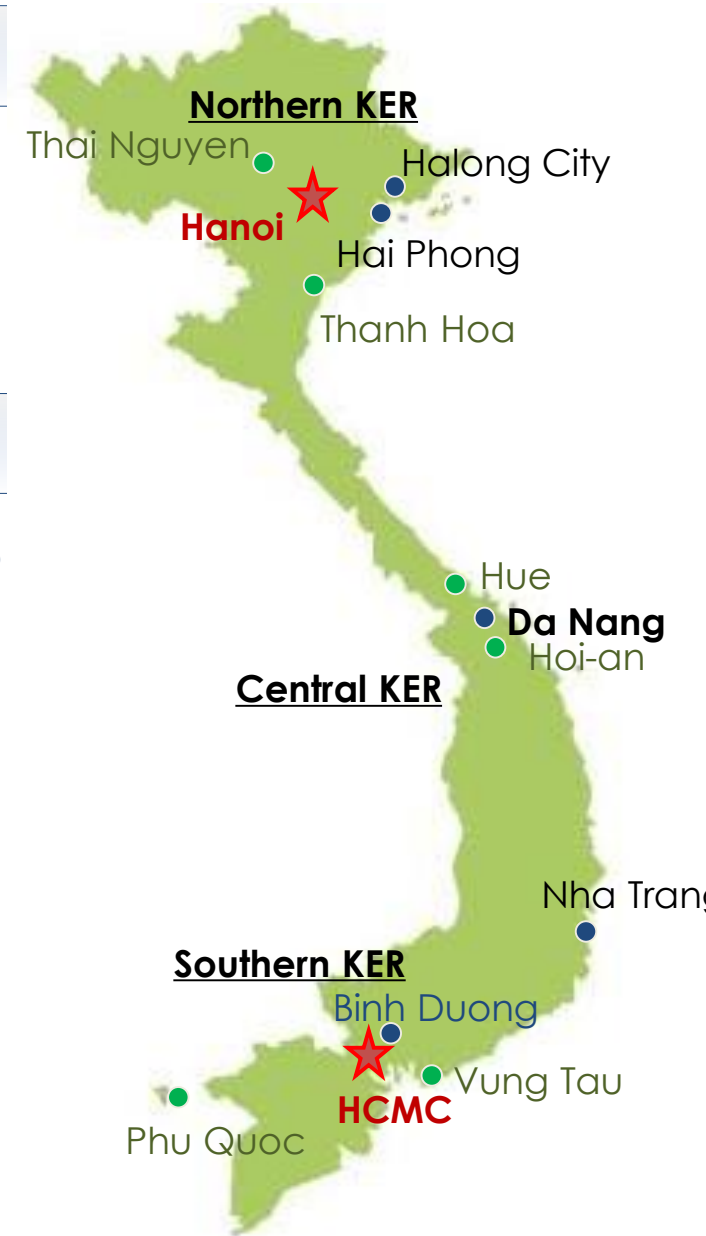 Northern KER
Thai Nguyen
Halong City
Hanoi
Hai Phong
Thanh Hoa
Hue
Da Nang
Hoi-an
Central KER
Nha Trang
Southern KER
Binh Duong
Vung Tau
HCMC
Phu Quoc